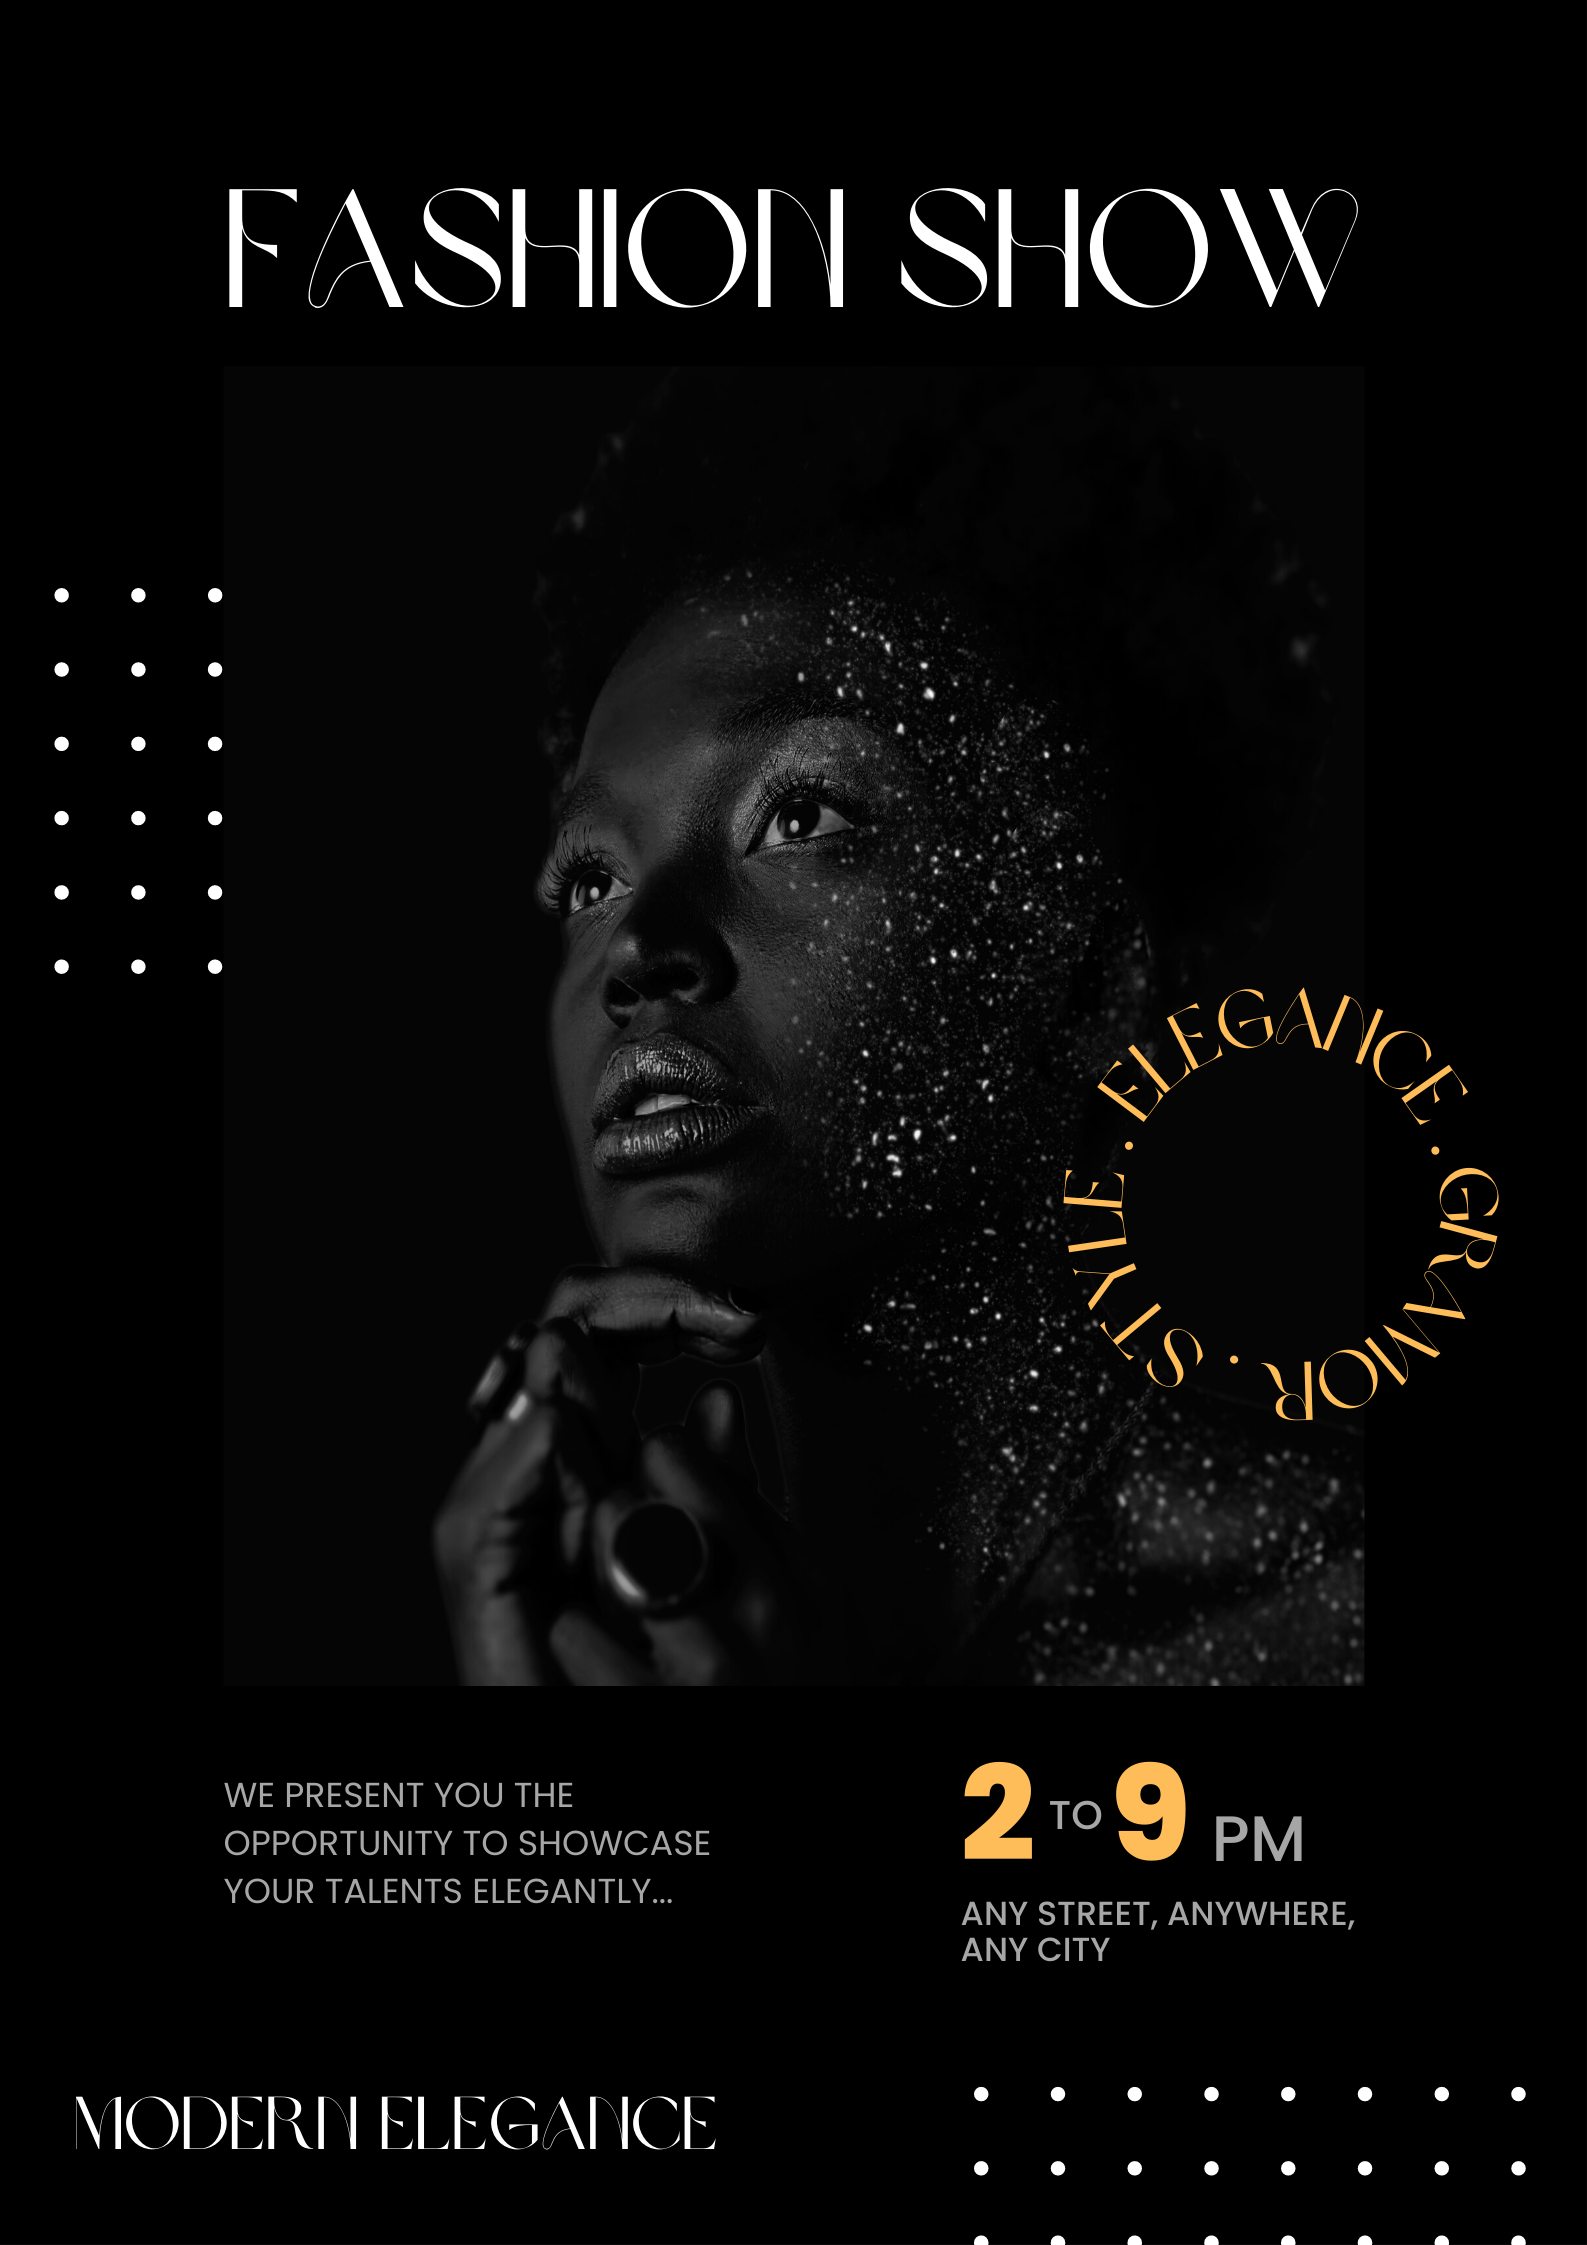 FASHION SHOW
ELEGANCE · GRAMOR · STYLE ·
WE PRESENT YOU THE
OPPORTUNITY TO SHOWCASE
YOUR TALENTS ELEGANTLY...
2 TO 9 PM
ANY STREET, ANYWHERE,
ANY CITY
MODERN ELEGANCE